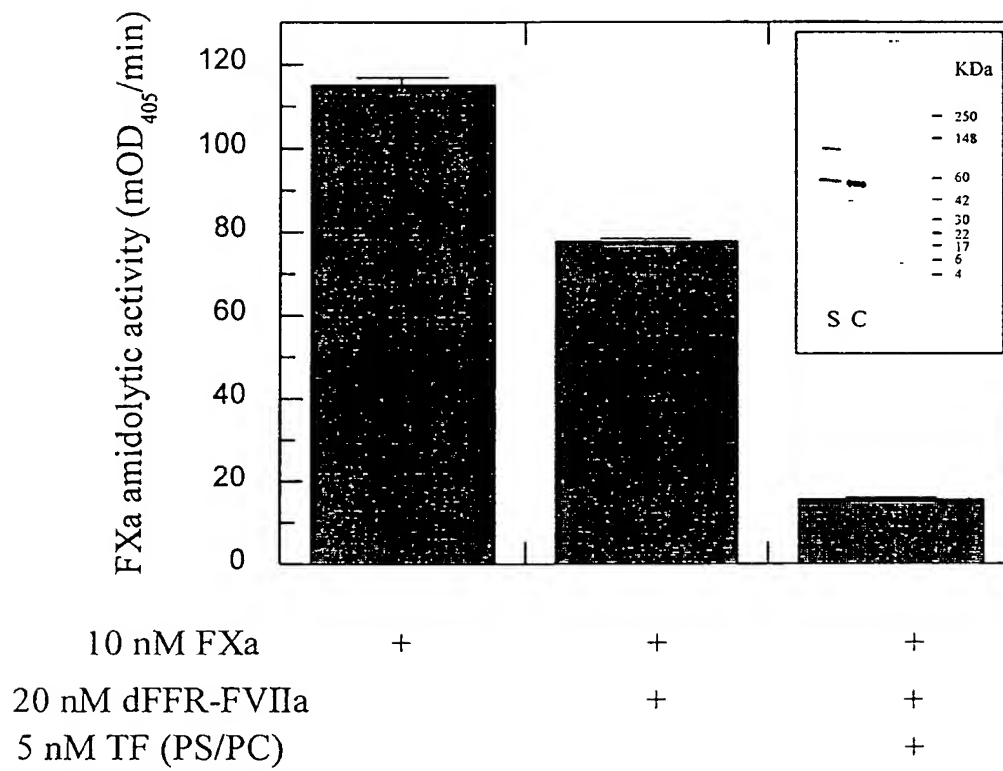 FXa amidolytic activity (mOD405/min)
120
100
80
60
40
20
0
KDa
250
148
60
42
30
22
17
6
4
S C
10 nM FXa + + +
20 nM dFFR-FVIIa + +
5 nM TF (PS/PC) +